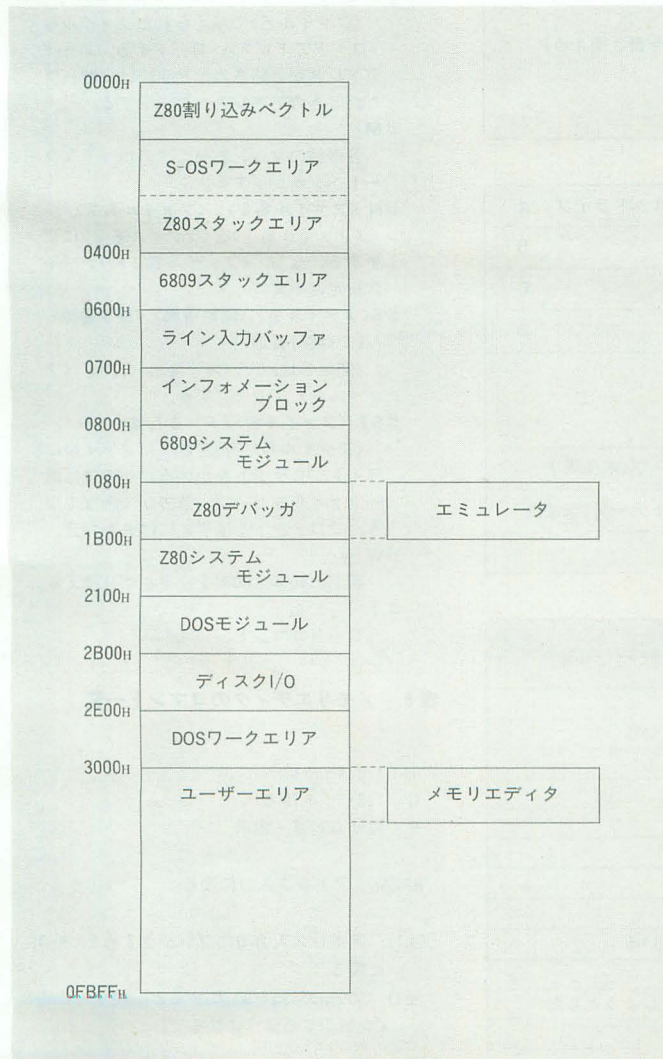 0000H
Z80割り込みベクトル
S-OSワークエリア
Z80スタックエリア
0400H
6809スタックエリア
0600H
ライン入力バッファ
0700H
インフォメーション
ブロック
0800H
6809システム
モジュール
1080H
Z80デバッガ
エミュレータ
1B00H
Z80システム
モジュール
2100H
DOSモジュール
2B00H
ディスクI/O
2E00H
DOSワークエリア
3000H
ユーザーエリア
メモリエディタ
0FBFFH